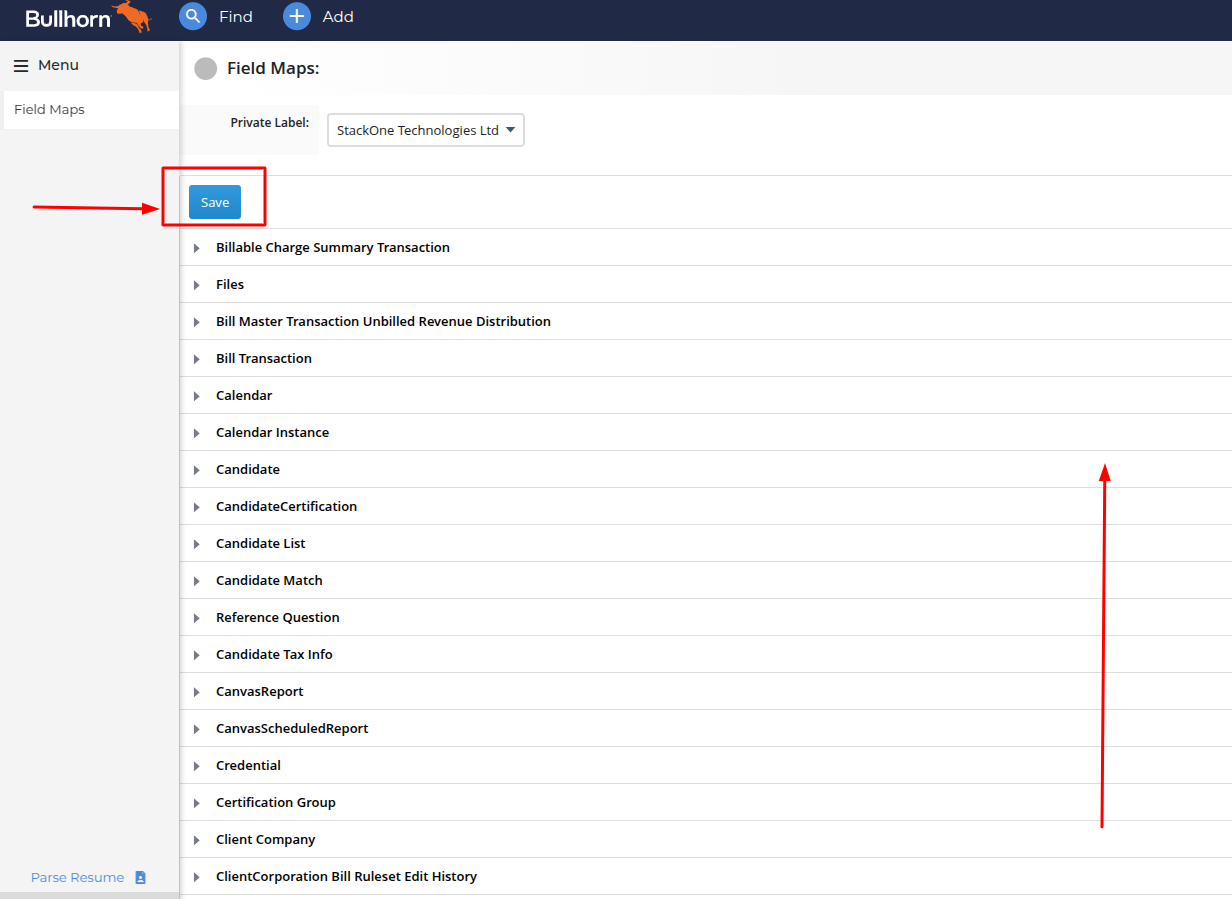 Bullhorn Find Add
Menu
Field Maps:
Field Maps
Private Label: StackOne Technologies Ltd
Save
Billable Charge Summary Transaction
Files
Bill Master Transaction Unbilled Revenue Distribution
Bill Transaction
Calendar
Calendar Instance
Candidate
CandidateCertification
Candidate List
Candidate Match
Reference Question
Candidate Tax Info
CanvasReport
CanvasScheduledReport
Credential
Certification Group
Client Company
ClientCorporation Bill Ruleset Edit History
Parse Resume